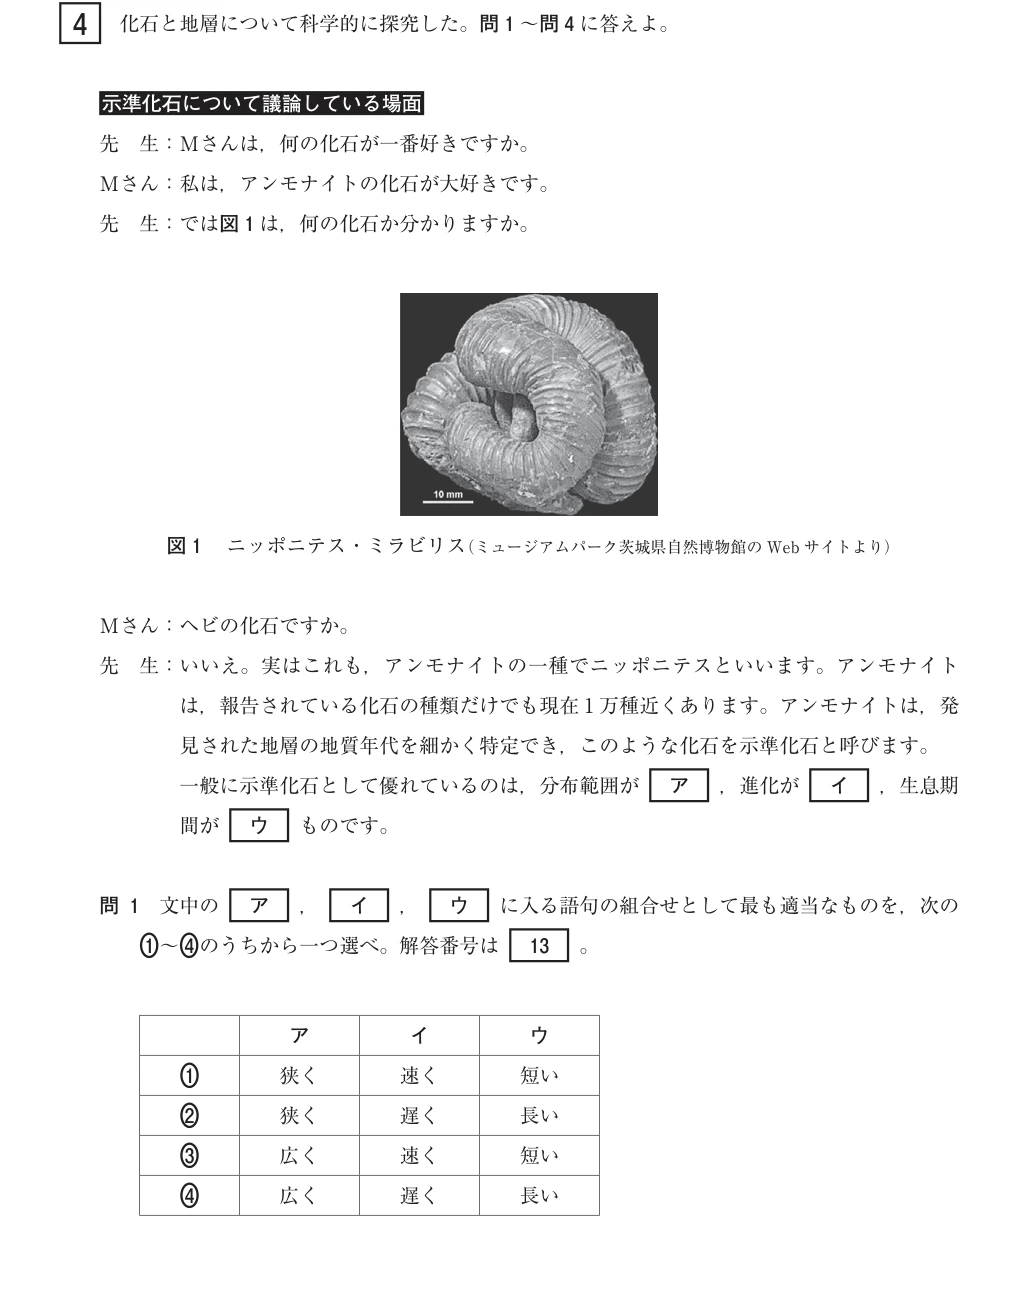 4 化石と地層について科学的に探究した。問1～問4に答えよ。
示準化石について議論している場面
先　生：Mさんは，何の化石が一番好きですか。
Mさん：私は，アンモナイトの化石が大好きです。
先　生：では図1は，何の化石か分かりますか。
10 mm
図1　ニッポニテス・ミラビリス（ミュージアムパーク茨城県自然博物館の Web サイトより）
Mさん：ヘビの化石ですか。
先　生：いいえ。実はこれも，アンモナイトの一種でニッポニテスといいます。アンモナイト
は，報告されている化石の種類だけでも現在1万種近くあります。アンモナイトは，発
見された地層の地質年代を細かく特定でき，このような化石を示準化石と呼びます。
一般に示準化石として優れているのは，分布範囲が ア ，進化が イ ，生息期
間が ウ ものです。
問 1　文中の ア ， イ ， ウ に入る語句の組合せとして最も適当なものを，次の
①～④のうちから一つ選べ。解答番号は 13 。
ア イ ウ
① 狭く 速く 短い
② 狭く 遅く 長い
③ 広く 速く 短い
④ 広く 遅く 長い